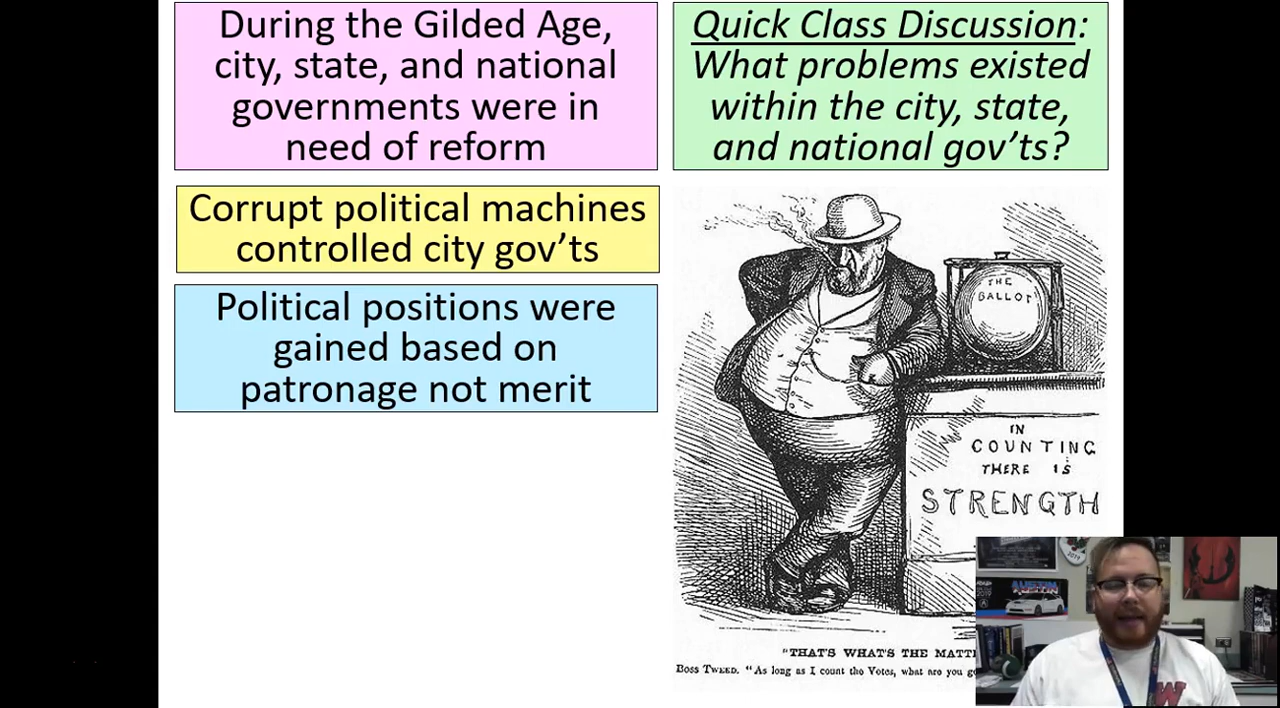 During the Gilded Age,
city, state, and national
governments were in
need of reform
Quick Class Discussion:
What problems existed
within the city, state,
and national gov'ts?
Corrupt political machines
controlled city gov'ts
Political positions were
gained based on
patronage not merit
THE
BALLOT
IN
COUNTING
THERE IS
STRENGTH
"THAT'S WHAT'S THE
BOSS TWEED. "As long as I count the Votes, what are you
2019
AUSTIN
2019
W